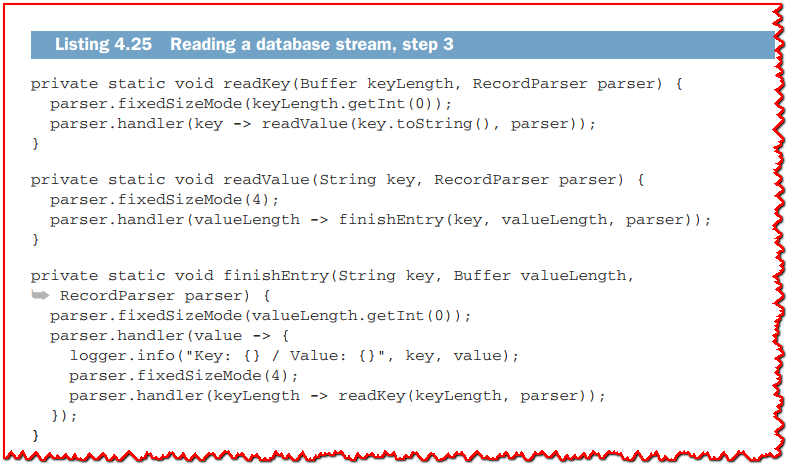 Listing 4.25 Reading a database stream, step 3
private static void readKey(Buffer keyLength, RecordParser parser) {
  parser.fixedSizeMode(keyLength.getInt(0));
  parser.handler(key -> readValue(key.toString(), parser));
}
private static void readValue(String key, RecordParser parser) {
  parser.fixedSizeMode(4);
  parser.handler(valueLength -> finishEntry(key, valueLength, parser));
}
private static void finishEntry(String key, Buffer valueLength,
➥ RecordParser parser) {
  parser.fixedSizeMode(valueLength.getInt(0));
  parser.handler(value -> {
    logger.info("Key: {} / Value: {}", key, value);
    parser.fixedSizeMode(4);
    parser.handler(keyLength -> readKey(keyLength, parser));
  });
}